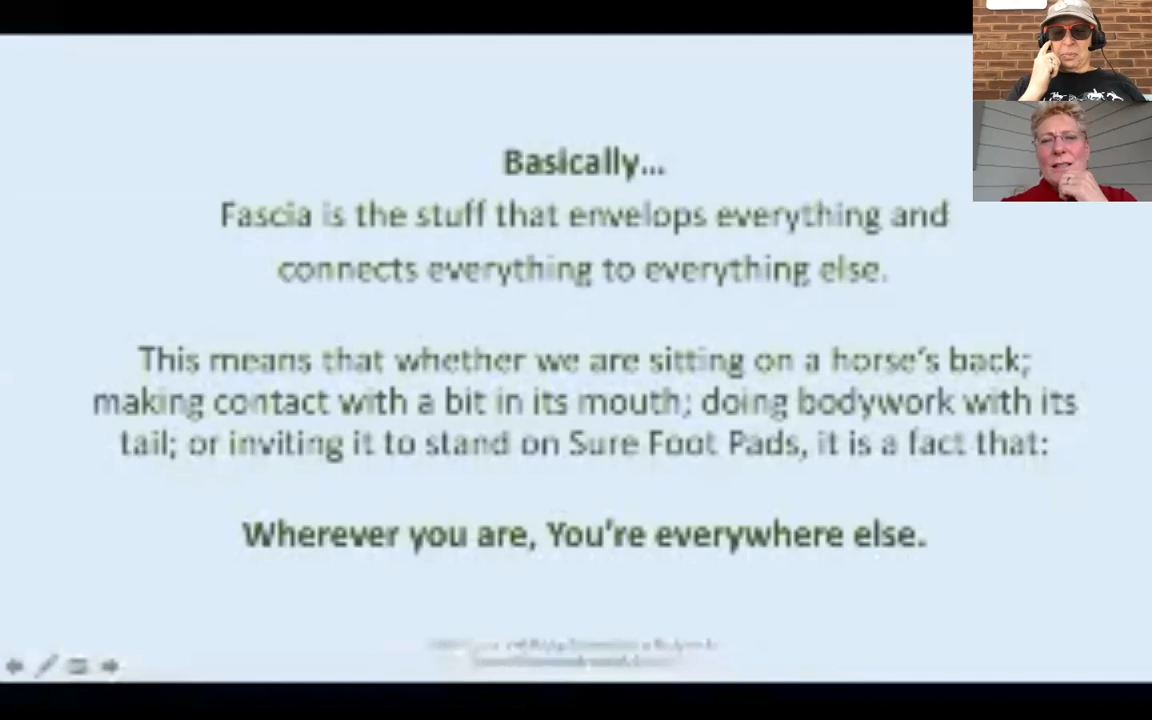 Basically...
Fascia is the stuff that envelops everything and
connects everything to everything else.
This means that whether we are sitting on a horse's back;
making contact with a bit in its mouth; doing bodywork with its
tail; or inviting it to stand on Sure Foot Pads, it is a fact that:
Wherever you are, You're everywhere else.